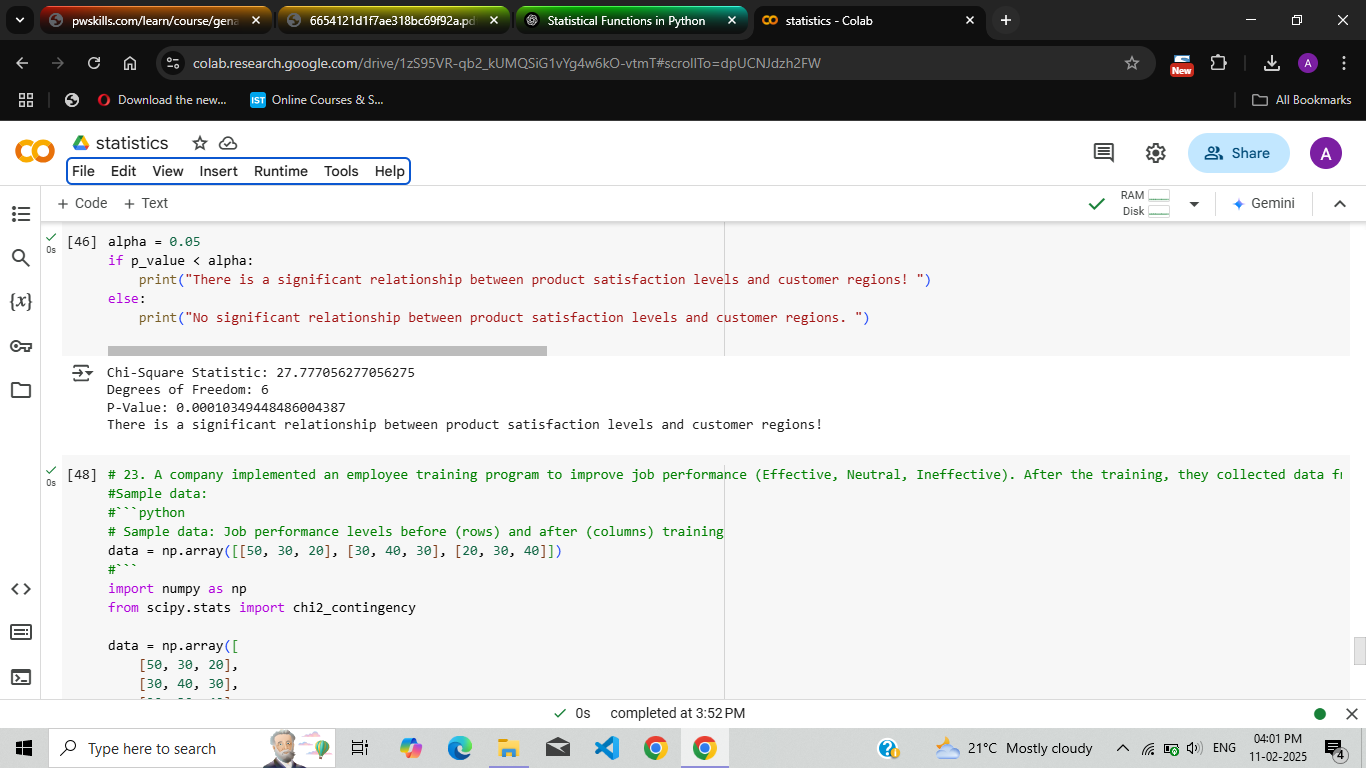 pwskills.com/learn/course/gena
6654121d1f7ae318bc69f92a.pd
Statistical Functions in Python
statistics - Colab
colab.research.google.com/drive/1zS95VR-qb2_kUMQSiG1vYg4w6kO-vtmT#scrollTo=dpUCNJdzh2FW
New
A
Download the new...
IST
Online Courses & S...
All Bookmarks
statistics
File Edit View Insert Runtime Tools Help
Share
A
+ Code + Text
RAM
Disk
Gemini
0s
[46] alpha = 0.05
if p_value < alpha:
    print("There is a significant relationship between product satisfaction levels and customer regions! ")
else:
    print("No significant relationship between product satisfaction levels and customer regions. ")
Chi-Square Statistic: 27.777056277056275
Degrees of Freedom: 6
P-Value: 0.00010349448486004387
There is a significant relationship between product satisfaction levels and customer regions!
0s
[48] # 23. A company implemented an employee training program to improve job performance (Effective, Neutral, Ineffective). After the training, they collected data
#Sample data:
#```python
# Sample data: Job performance levels before (rows) and after (columns) training
data = np.array([[50, 30, 20], [30, 40, 30], [20, 30, 40]])
#```
import numpy as np
from scipy.stats import chi2_contingency
data = np.array([
    [50, 30, 20],
    [30, 40, 30],
0s completed at 3:52 PM
Type here to search
21°C Mostly cloudy
ENG
04:01 PM
11-02-2025
4